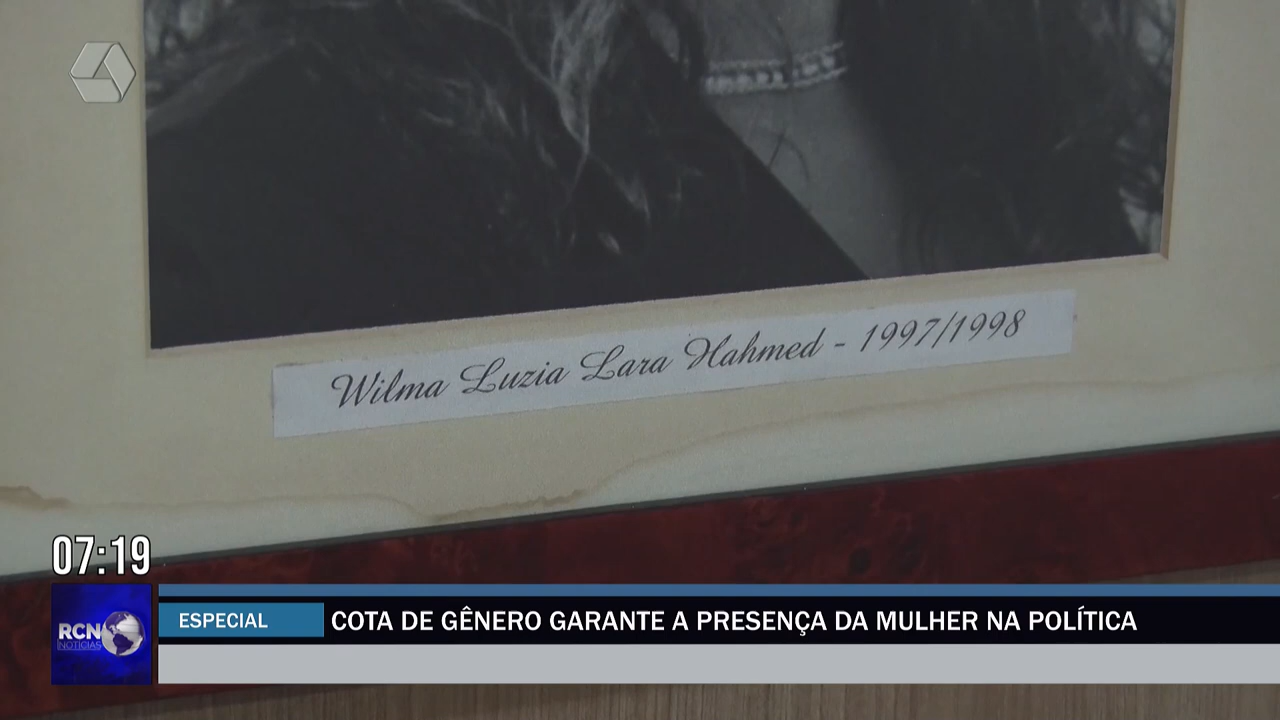 Wilma Luzia Lara Hahmed - 1997/1998
07:19
RCN
NOTÍCIAS
ESPECIAL
COTA DE GÊNERO GARANTE A PRESENÇA DA MULHER NA POLÍTICA